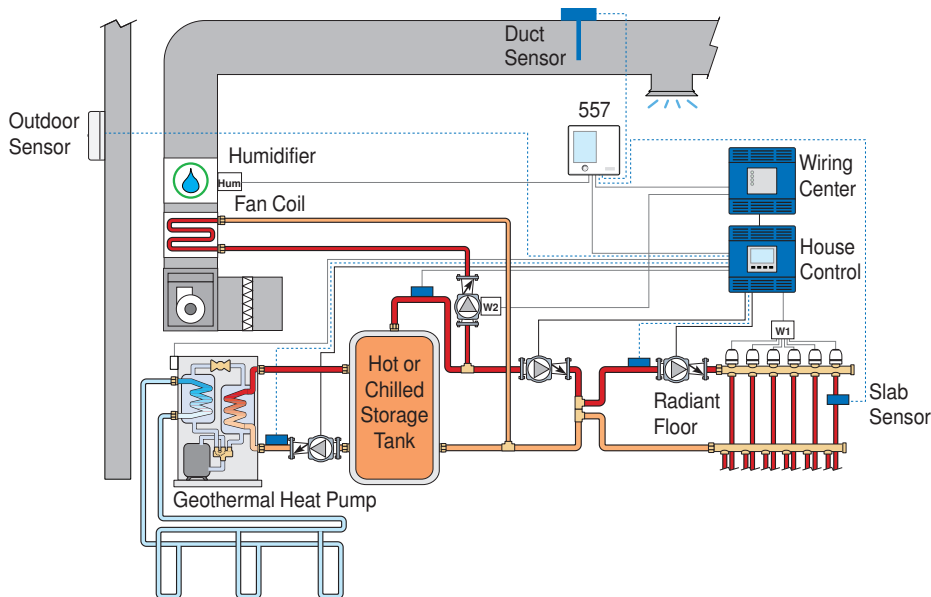 Duct
Sensor
557
Outdoor
Sensor
Humidifier
Hum
Wiring
Center
Fan Coil
House
Control
W2
W1
Hot or
Chilled
Storage
Tank
Radiant
Floor
Slab
Sensor
Geothermal Heat Pump